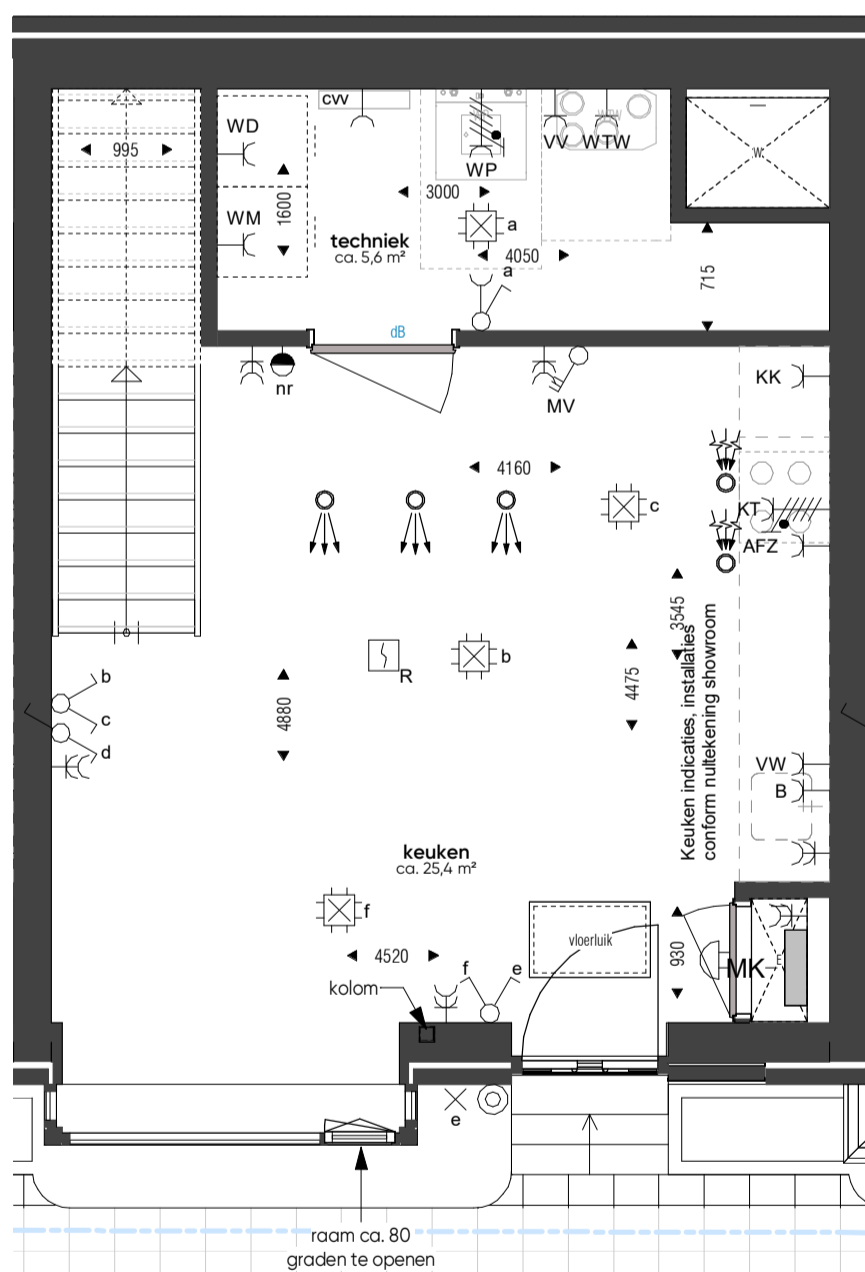 cvv
WD
995
VV WTW
W
WP
1600
3000
WM
a
techniek
ca. 5,6 m²
4050
a
715
dB
nr
MV
KK
4160
c
KT
AFZ
3545
R
b
4475
4880
Keuken indicaties, installaties
conform nultekening showroom
b
c
d
VW
B
keuken
ca. 25,4 m²
f
vloerluik
930
MK
E
4520
f
e
kolom
e
raam ca. 80
graden te openen